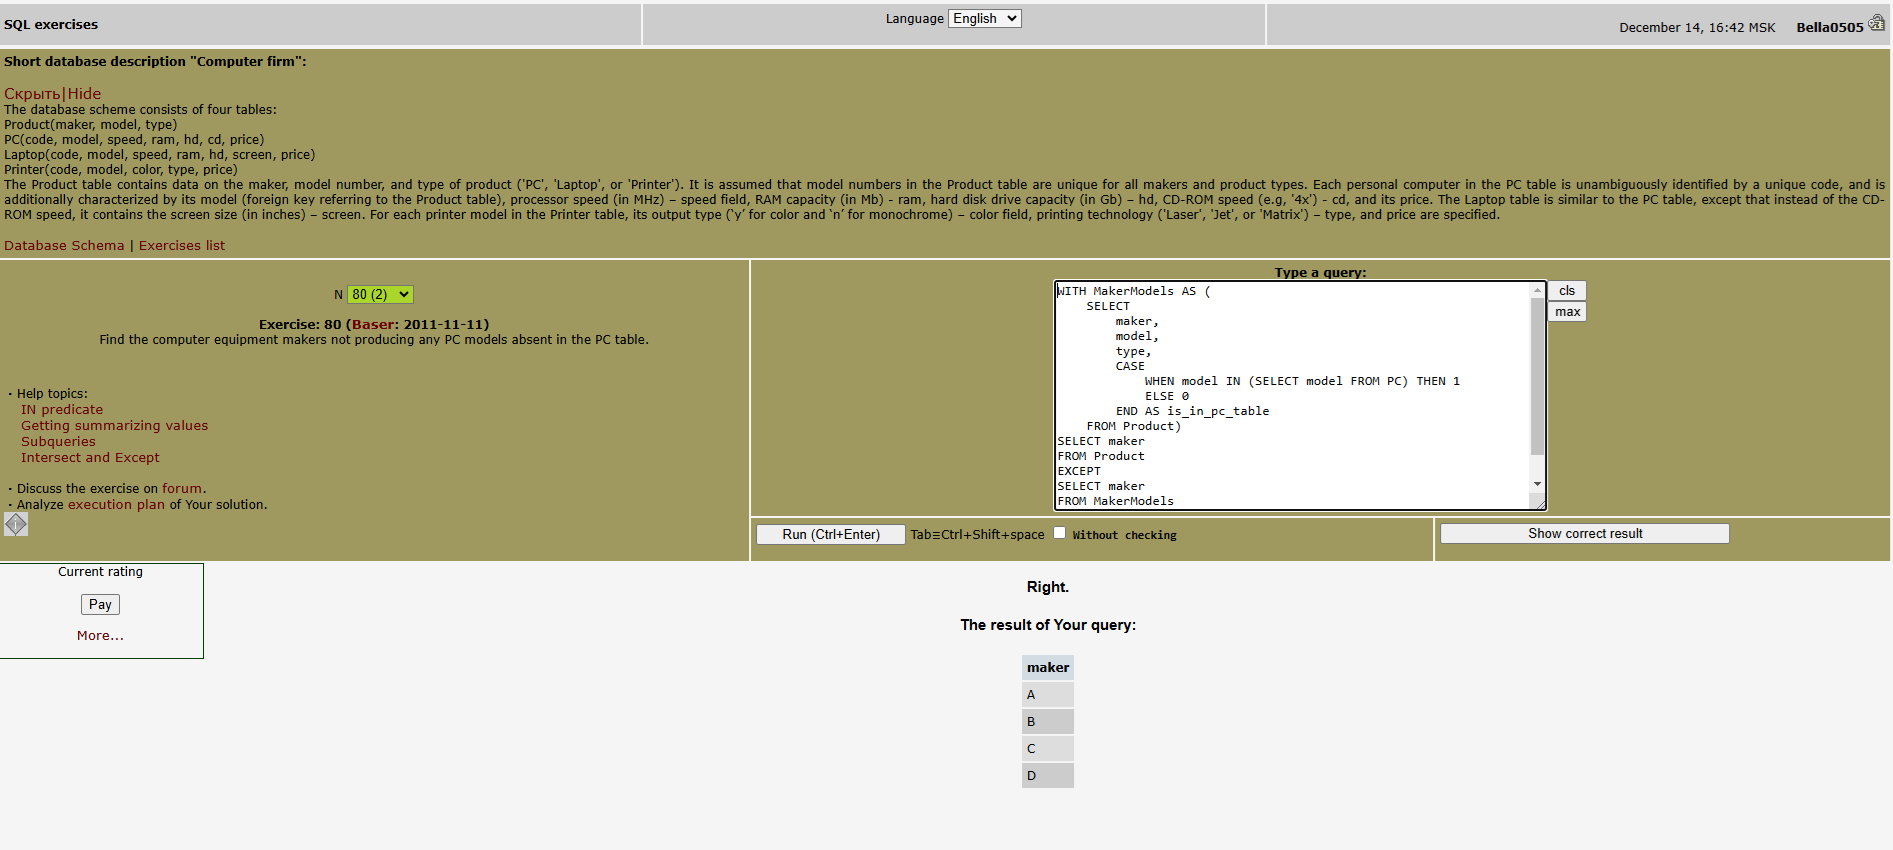 SQL exercises
Language English
December 14, 16:42 MSK Bella0505
Short database description "Computer firm":
Скрыть|Hide
The database scheme consists of four tables:
Product(maker, model, type)
PC(code, model, speed, ram, hd, cd, price)
Laptop(code, model, speed, ram, hd, screen, price)
Printer(code, model, color, type, price)
The Product table contains data on the maker, model number, and type of product ('PC', 'Laptop', or 'Printer'). It is assumed that model numbers in the Product table are unique for all makers and product types. Each personal computer in the PC table is unambiguously identified by a unique code, and is
additionally characterized by its model (foreign key referring to the Product table), processor speed (in MHz) – speed field, RAM capacity (in Mb) - ram, hard disk drive capacity (in Gb) – hd, CD-ROM speed (e.g, '4x') - cd, and its price. The Laptop table is similar to the PC table, except that instead of the CD-
ROM speed, it contains the screen size (in inches) – screen. For each printer model in the Printer table, its output type (‘y’ for color and ‘n’ for monochrome) – color field, printing technology ('Laser', 'Jet', or 'Matrix') – type, and price are specified.
Database Schema | Exercises list
N 80 (2)
Exercise: 80 (Baser: 2011-11-11)
Find the computer equipment makers not producing any PC models absent in the PC table.
· Help topics:
IN predicate
Getting summarizing values
Subqueries
Intersect and Except
· Discuss the exercise on forum.
· Analyze execution plan of Your solution.
Type a query:
WITH MakerModels AS (
SELECT
maker,
model,
type,
CASE
WHEN model IN (SELECT model FROM PC) THEN 1
ELSE 0
END AS is_in_pc_table
FROM Product)
SELECT maker
FROM Product
EXCEPT
SELECT maker
FROM MakerModels
cls
max
Run (Ctrl+Enter) Tab≡Ctrl+Shift+space Without checking
Show correct result
Current rating
Pay
More...
Right.
The result of Your query:
maker
A
B
C
D